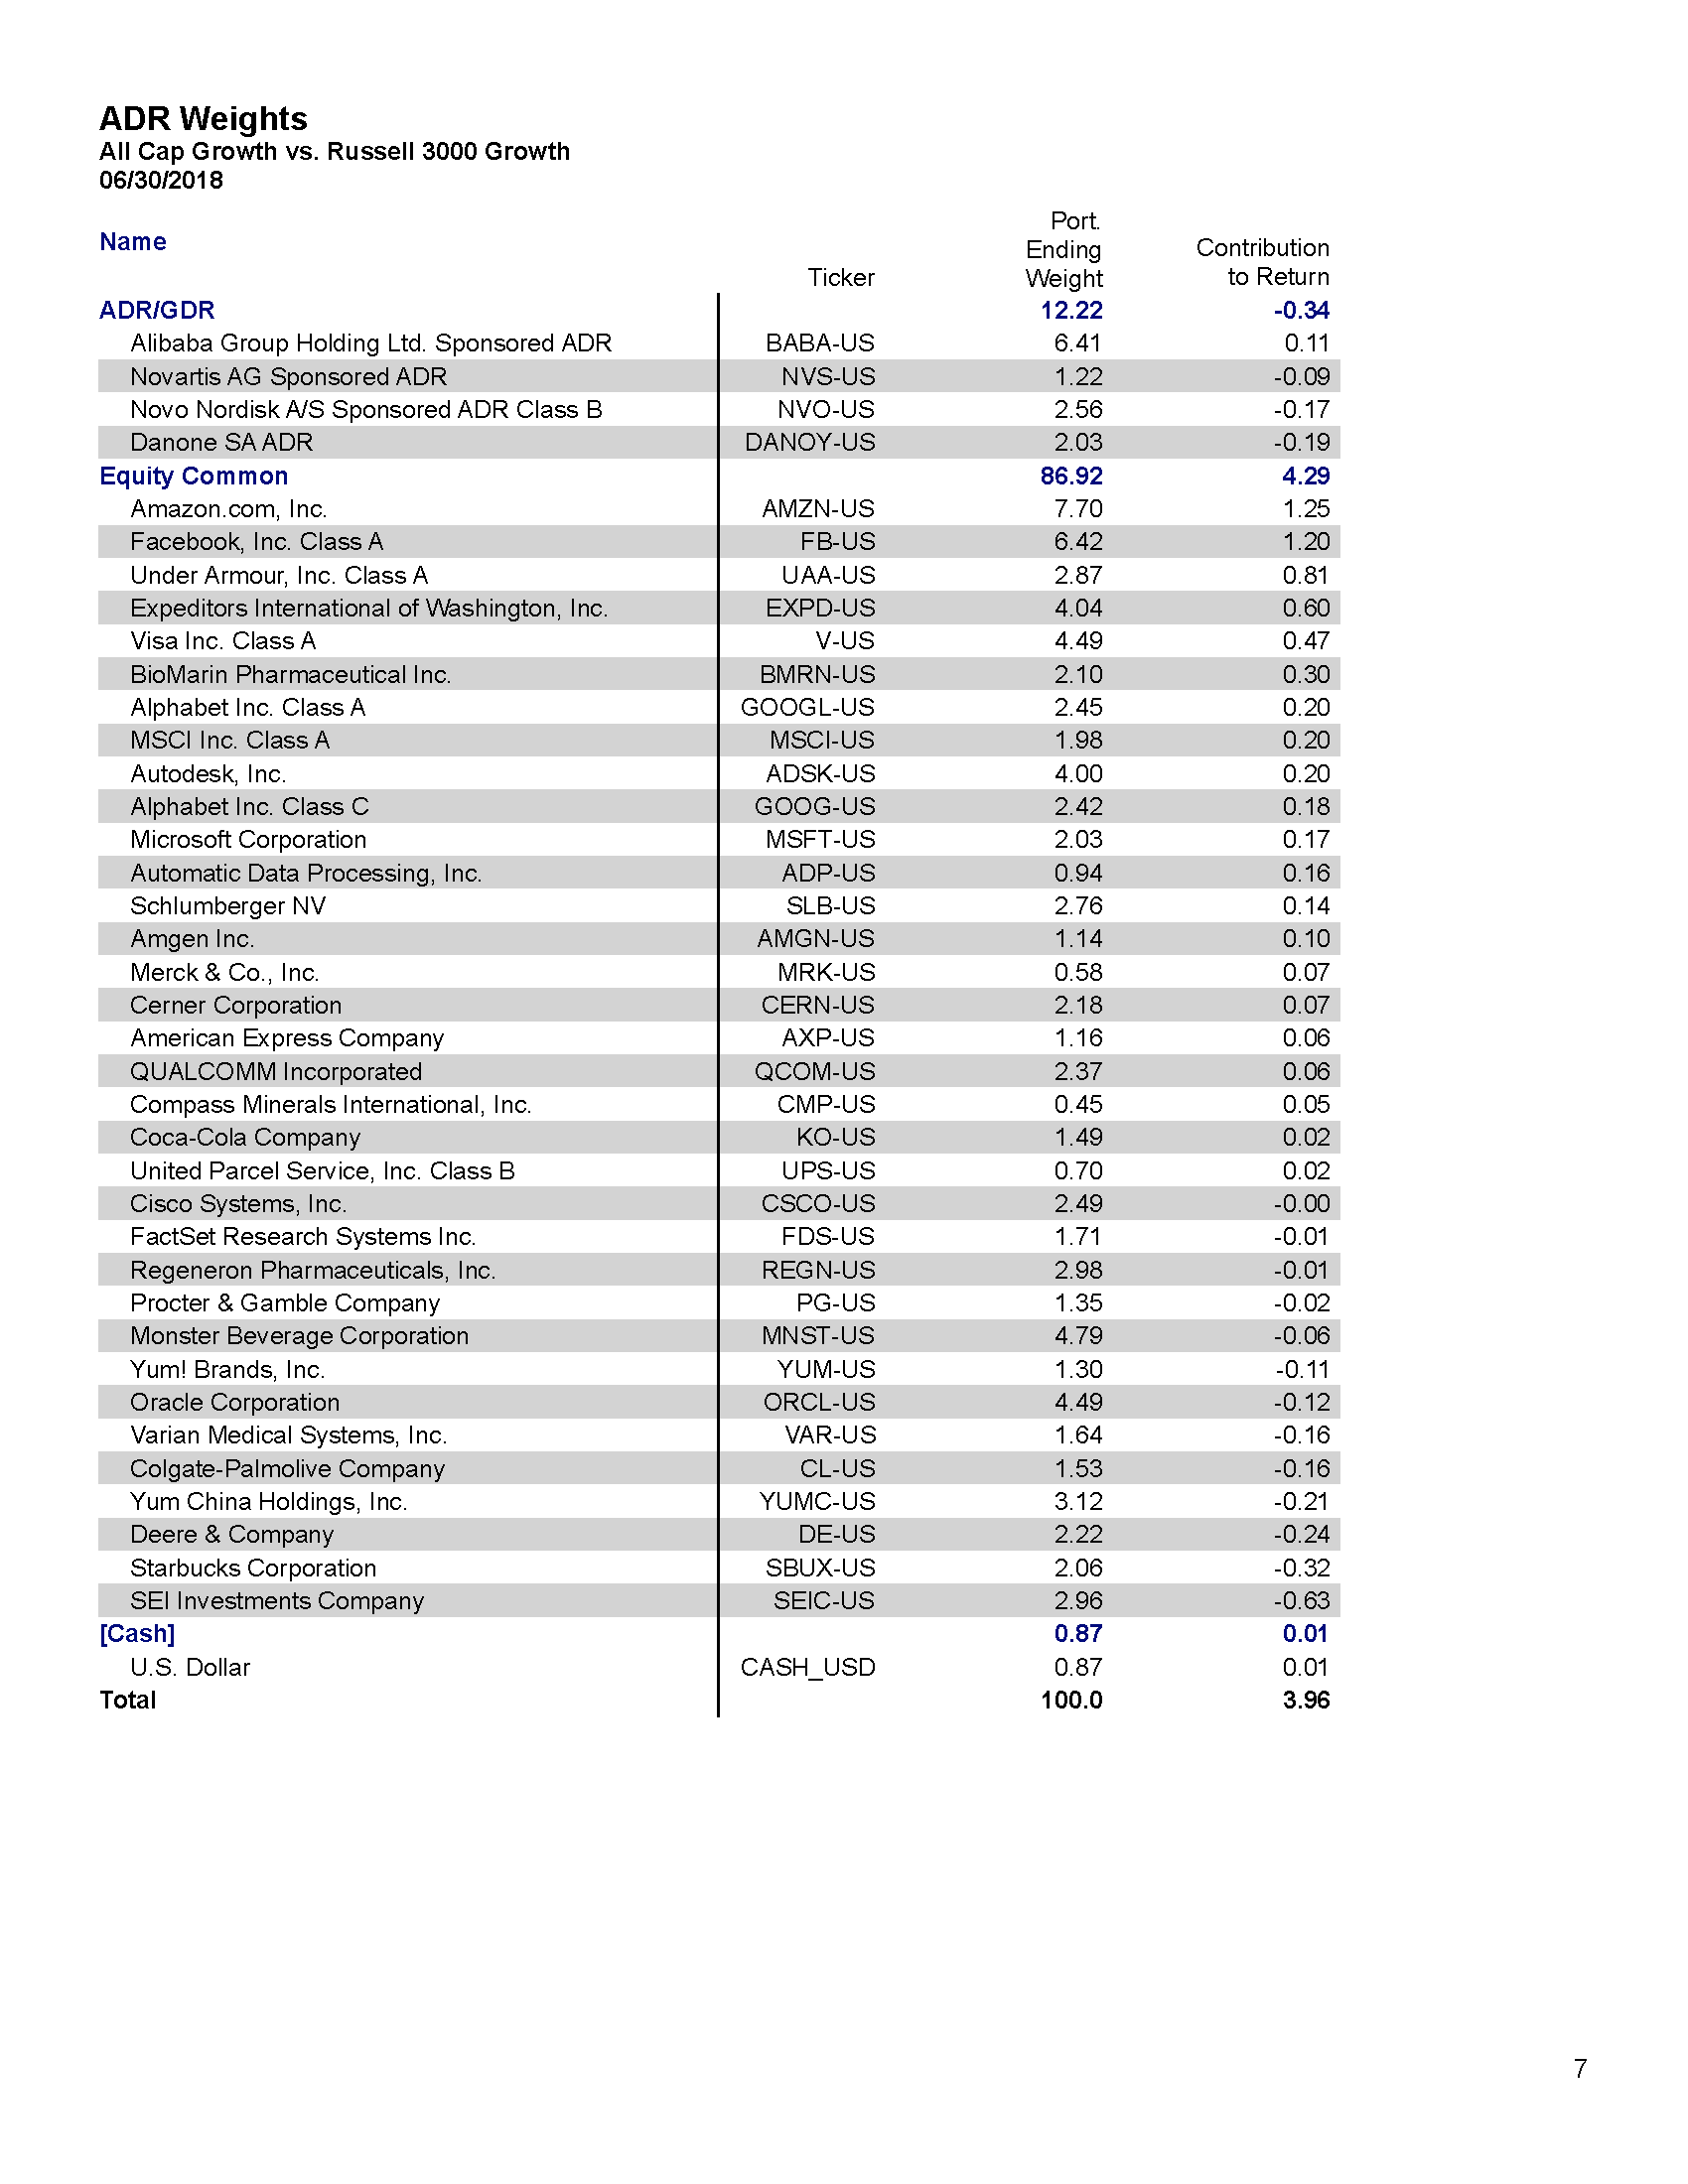 ADR Weights
All Cap Growth vs. Russell 3000 Growth
06/30/2018
Name Ticker Port. Ending Weight Contribution to Return
ADR/GDR 12.22 -0.34
Alibaba Group Holding Ltd. Sponsored ADR BABA-US 6.41 0.11
Novartis AG Sponsored ADR NVS-US 1.22 -0.09
Novo Nordisk A/S Sponsored ADR Class B NVO-US 2.56 -0.17
Danone SA ADR DANOY-US 2.03 -0.19
Equity Common 86.92 4.29
Amazon.com, Inc. AMZN-US 7.70 1.25
Facebook, Inc. Class A FB-US 6.42 1.20
Under Armour, Inc. Class A UAA-US 2.87 0.81
Expeditors International of Washington, Inc. EXPD-US 4.04 0.60
Visa Inc. Class A V-US 4.49 0.47
BioMarin Pharmaceutical Inc. BMRN-US 2.10 0.30
Alphabet Inc. Class A GOOGL-US 2.45 0.20
MSCI Inc. Class A MSCI-US 1.98 0.20
Autodesk, Inc. ADSK-US 4.00 0.20
Alphabet Inc. Class C GOOG-US 2.42 0.18
Microsoft Corporation MSFT-US 2.03 0.17
Automatic Data Processing, Inc. ADP-US 0.94 0.16
Schlumberger NV SLB-US 2.76 0.14
Amgen Inc. AMGN-US 1.14 0.10
Merck & Co., Inc. MRK-US 0.58 0.07
Cerner Corporation CERN-US 2.18 0.07
American Express Company AXP-US 1.16 0.06
QUALCOMM Incorporated QCOM-US 2.37 0.06
Compass Minerals International, Inc. CMP-US 0.45 0.05
Coca-Cola Company KO-US 1.49 0.02
United Parcel Service, Inc. Class B UPS-US 0.70 0.02
Cisco Systems, Inc. CSCO-US 2.49 -0.00
FactSet Research Systems Inc. FDS-US 1.71 -0.01
Regeneron Pharmaceuticals, Inc. REGN-US 2.98 -0.01
Procter & Gamble Company PG-US 1.35 -0.02
Monster Beverage Corporation MNST-US 4.79 -0.06
Yum! Brands, Inc. YUM-US 1.30 -0.11
Oracle Corporation ORCL-US 4.49 -0.12
Varian Medical Systems, Inc. VAR-US 1.64 -0.16
Colgate-Palmolive Company CL-US 1.53 -0.16
Yum China Holdings, Inc. YUMC-US 3.12 -0.21
Deere & Company DE-US 2.22 -0.24
Starbucks Corporation SBUX-US 2.06 -0.32
SEI Investments Company SEIC-US 2.96 -0.63
[Cash] 0.87 0.01
U.S. Dollar CASH_USD 0.87 0.01
Total 100.0 3.96
7